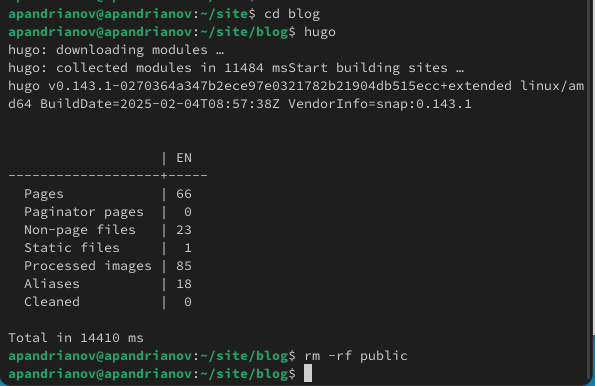 apandrianov@apandrianov:~/site$ cd blog
apandrianov@apandrianov:~/site/blog$ hugo
hugo: downloading modules …
hugo: collected modules in 11484 msStart building sites …
hugo v0.143.1-0270364a347b2ece97e0321782b21904db515ecc+extended linux/am
d64 BuildDate=2025-02-04T08:57:38Z VendorInfo=snap:0.143.1
                   | EN
-------------------+-----
  Pages            | 66
  Paginator pages  |  0
  Non-page files   | 23
  Static files     |  1
  Processed images | 85
  Aliases          | 18
  Cleaned          |  0
Total in 14410 ms
apandrianov@apandrianov:~/site/blog$ rm -rf public
apandrianov@apandrianov:~/site/blog$